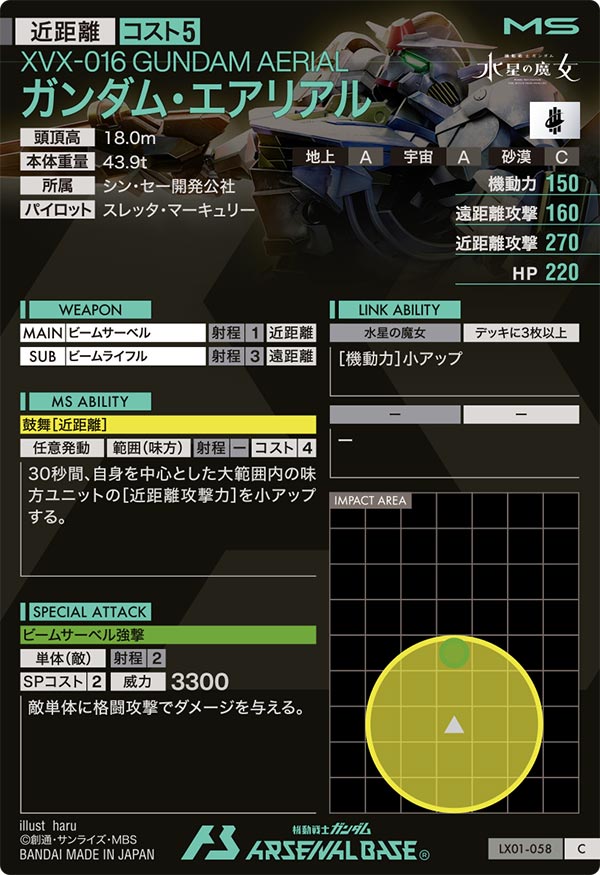 近距離 コスト5
MS
XVX-016 GUNDAM AERIAL
ガンダム・エアリアル
機動戦士ガンダム
水星の魔女
頭頂高 18.0m
本体重量 43.9t
所属 シン・セー開発公社
パイロット スレッタ・マーキュリー
地上 A 宇宙 A 砂漠 C
機動力 150
遠距離攻撃 160
近距離攻撃 270
HP 220
WEAPON
MAIN ビームサーベル 射程 1 近距離
SUB ビームライフル 射程 3 遠距離
MS ABILITY
鼓舞[近距離]
任意発動 範囲(味方) 射程 ー コスト 4
30秒間、自身を中心とした大範囲内の味
方ユニットの[近距離攻撃力]を小アップ
する。
SPECIAL ATTACK
ビームサーベル強撃
単体(敵) 射程 2
SPコスト 2 威力 3300
敵単体に格闘攻撃でダメージを与える。
LINK ABILITY
水星の魔女 デッキに3枚以上
[機動力]小アップ
ー ー
ー
IMPACT AREA
illust haru
©創通・サンライズ・MBS
BANDAI MADE IN JAPAN
機動戦士ガンダム
AB ARSENAL BASE®
LX01-058 C